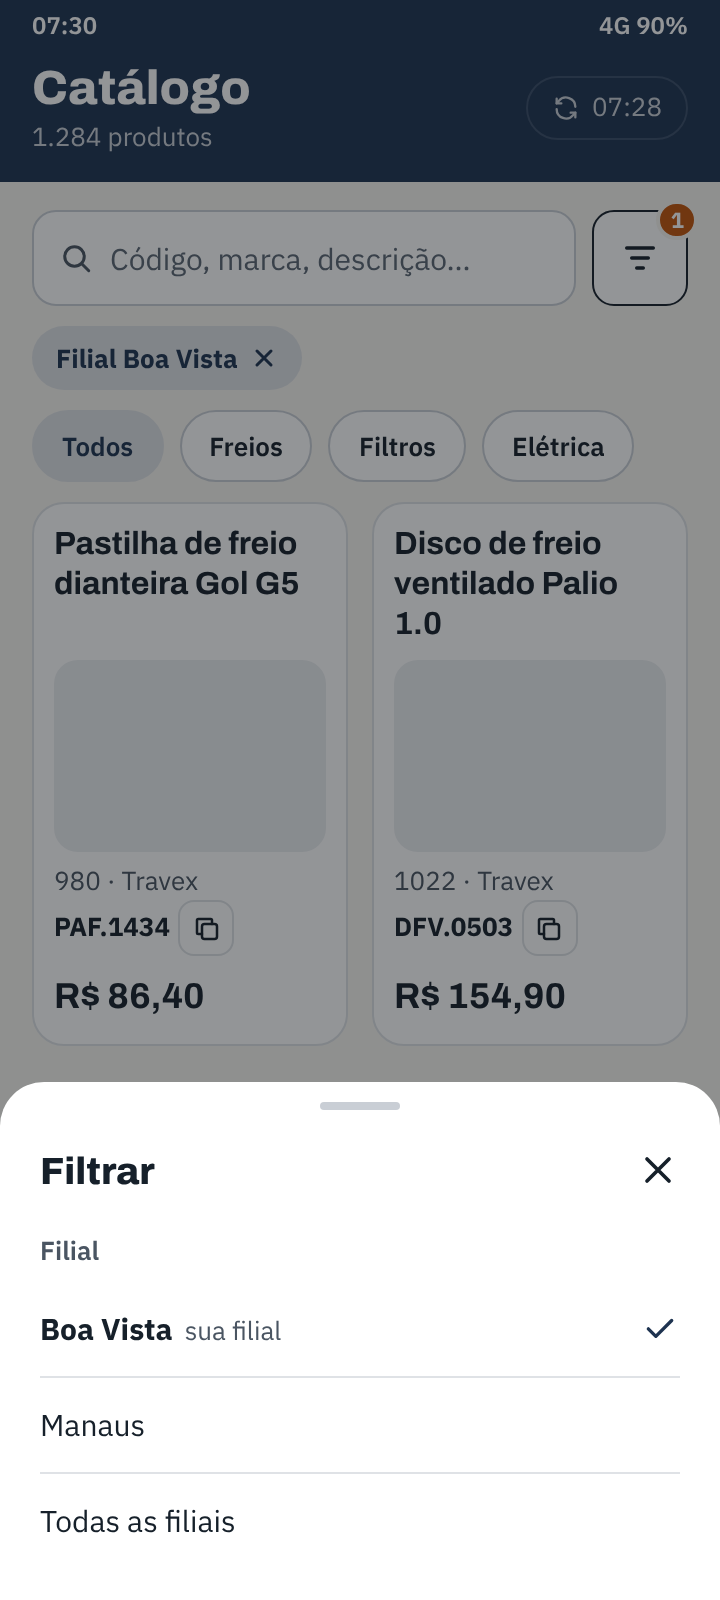 07:30
4G 90%
Catálogo
1.284 produtos
07:28
Código, marca, descrição...
1
Filial Boa Vista
Todos
Freios
Filtros
Elétrica
Pastilha de freio
dianteira Gol G5
980 · Travex
PAF.1434
R$ 86,40
Disco de freio
ventilado Palio
1.0
1022 · Travex
DFV.0503
R$ 154,90
Filtrar
Filial
Boa Vista sua filial
Manaus
Todas as filiais